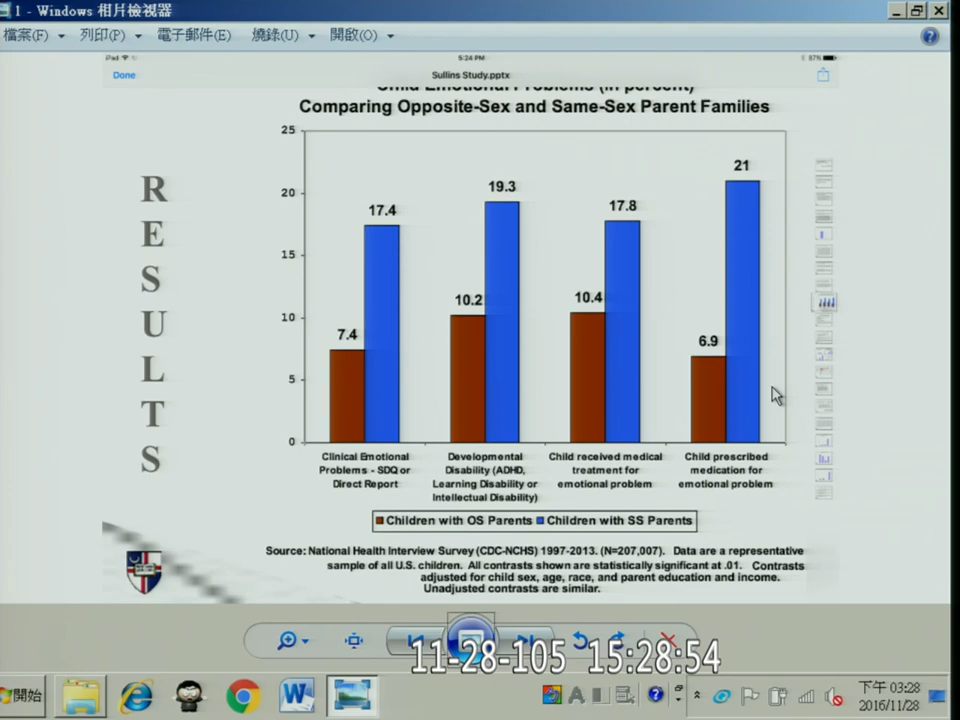 1 - Windows 相片檢視器
檔案(F) 列印(P) 電子郵件(E) 燒錄(U) 開啟(O)
iPad 5:24 PM 87%
Done Sullins Study.pptx
Child Emotional Problems (in percent)
Comparing Opposite-Sex and Same-Sex Parent Families
RESULTS
25
20
15
10
5
0
7.4 17.4 10.2 19.3 10.4 17.8 6.9 21
Clinical Emotional
Problems - SDQ or
Direct Report
Developmental
Disability (ADHD,
Learning Disability or
Intellectual Disability)
Child received medical
treatment for
emotional problem
Child prescribed
medication for
emotional problem
Children with OS Parents Children with SS Parents
Source: National Health Interview Survey (CDC-NCHS) 1997-2013. (N=207,007). Data are a representative
sample of all U.S. children. All contrasts shown are statistically significant at .01. Contrasts
adjusted for child sex, age, race, and parent education and income.
Unadjusted contrasts are similar.
11-28-105 15:28:54
開始
下午 03:28
2016/11/28